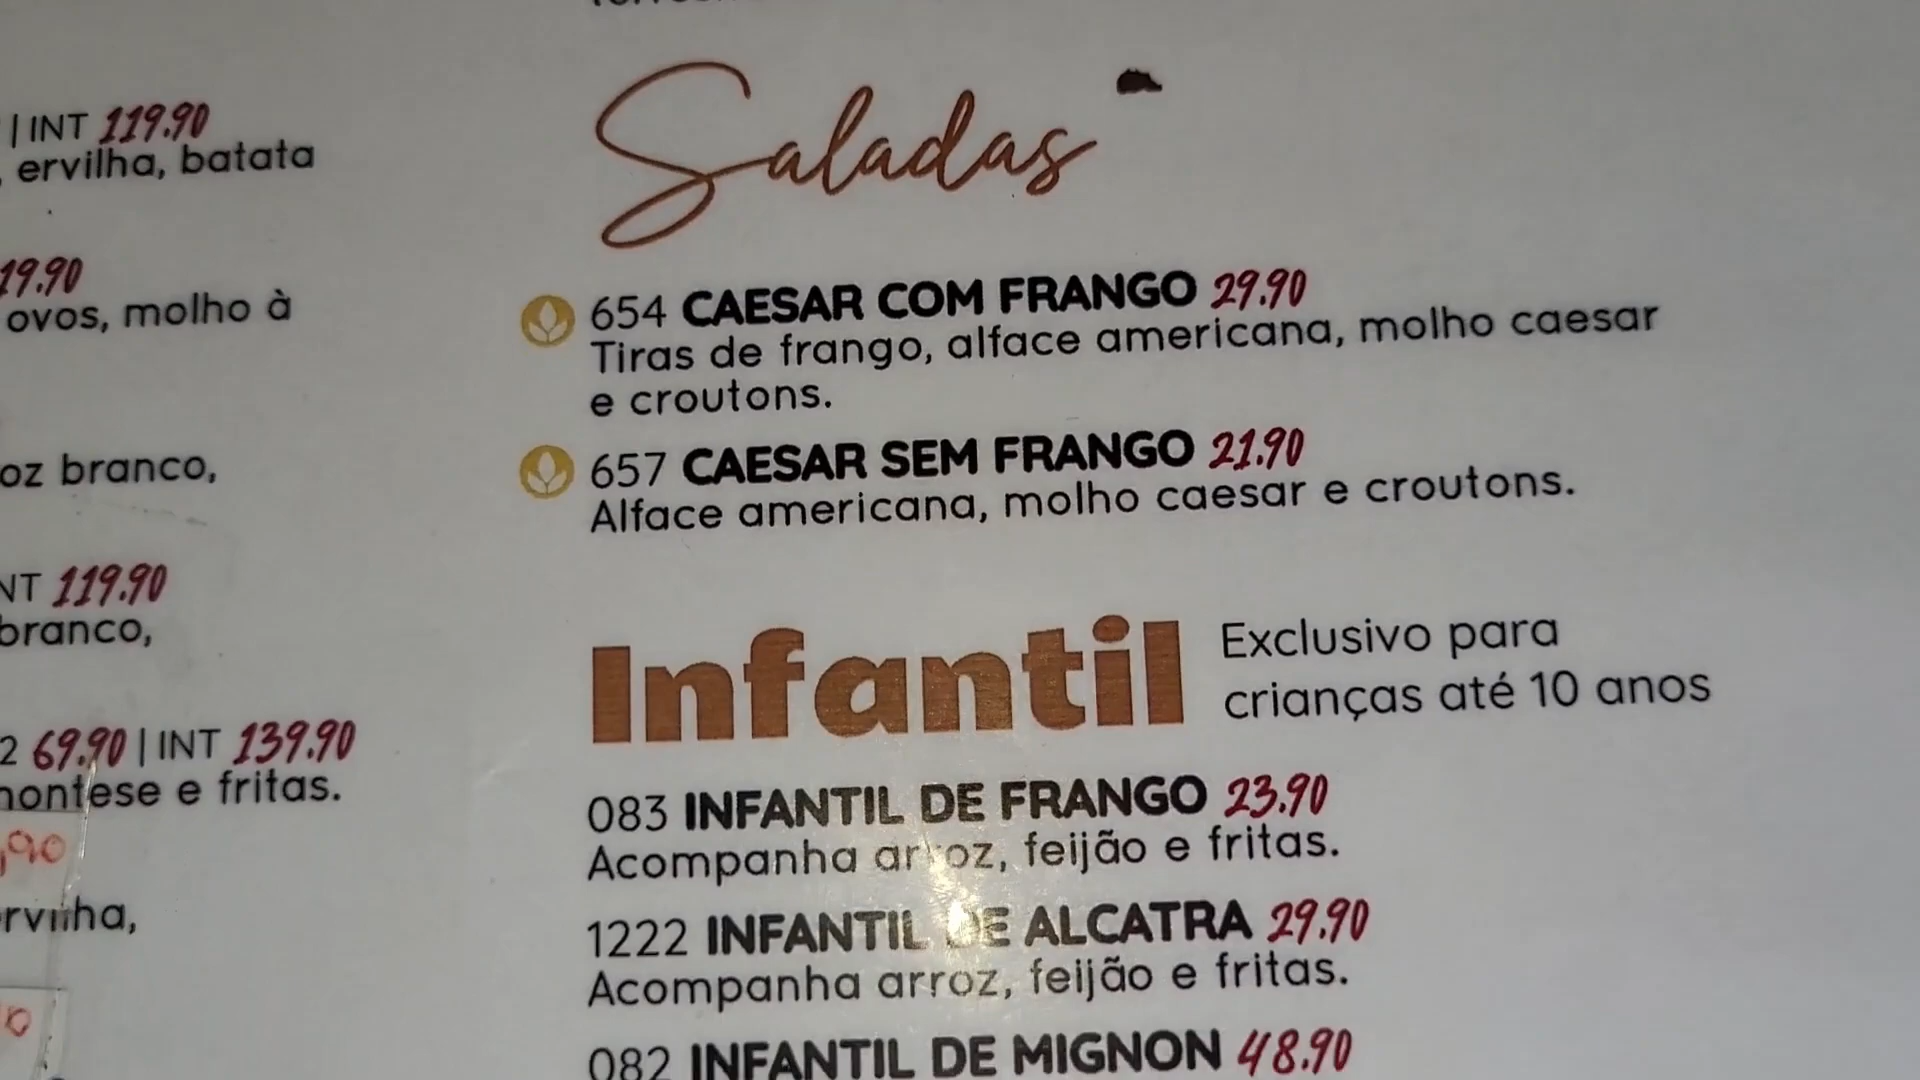 | INT 119.90
, ervilha, batata
19.90
ovos, molho à
branco,
119.90
branco,
2 69.90 | INT 139.90
e fritas.
,90
Saladas
654 CAESAR COM FRANGO 29.90
Tiras de frango, alface americana, molho caesar
e croutons.
657 CAESAR SEM FRANGO 21.90
Alface americana, molho caesar e croutons.
Infantil
Exclusivo para
crianças até 10 anos
083 INFANTIL DE FRANGO 23.90
Acompanha arroz, feijão e fritas.
1222 INFANTIL DE ALCATRA 29.90
Acompanha arroz, feijão e fritas.
082 INFANTIL DE MIGNON 48.90